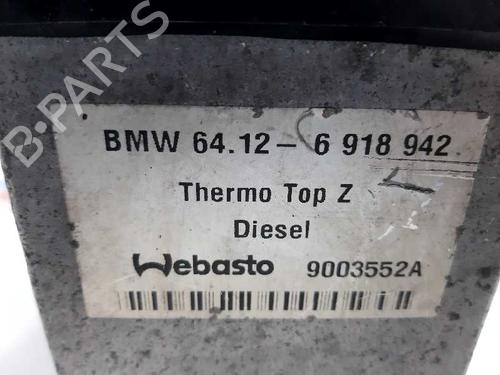 B-PARTS
BMW 64.12- 6 918 942
Thermo Top Z
Diesel
Webasto 9003552A